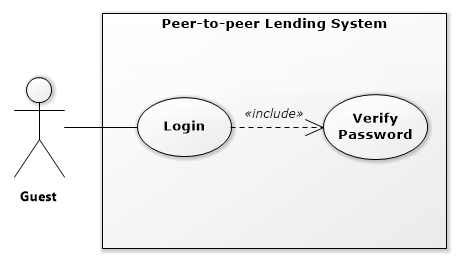 Peer-to-peer Lending System
«include»
Login
Verify
Password
Guest